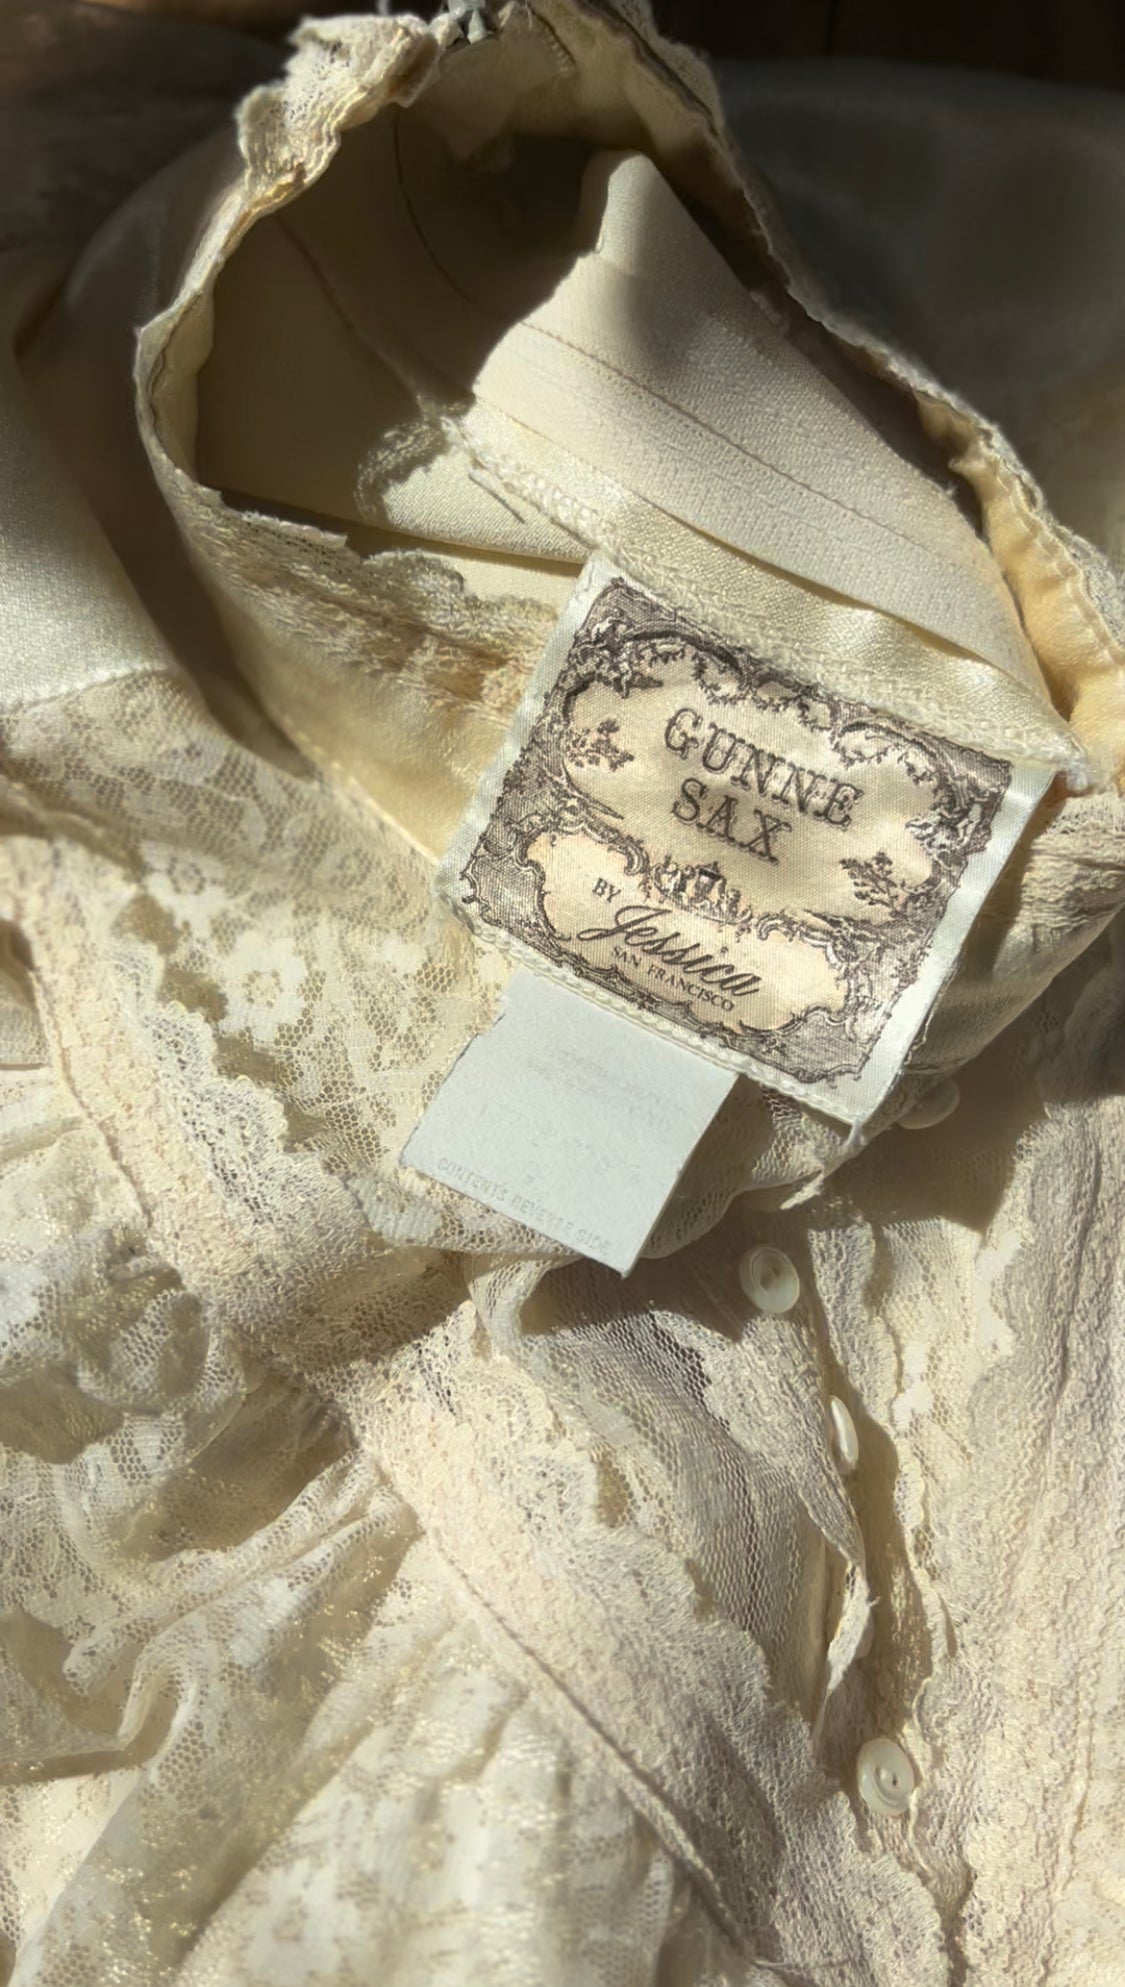 GUNNE
SAX
BY
Jessica
SAN FRANCISCO
CONTENTS REVERSE SIDE